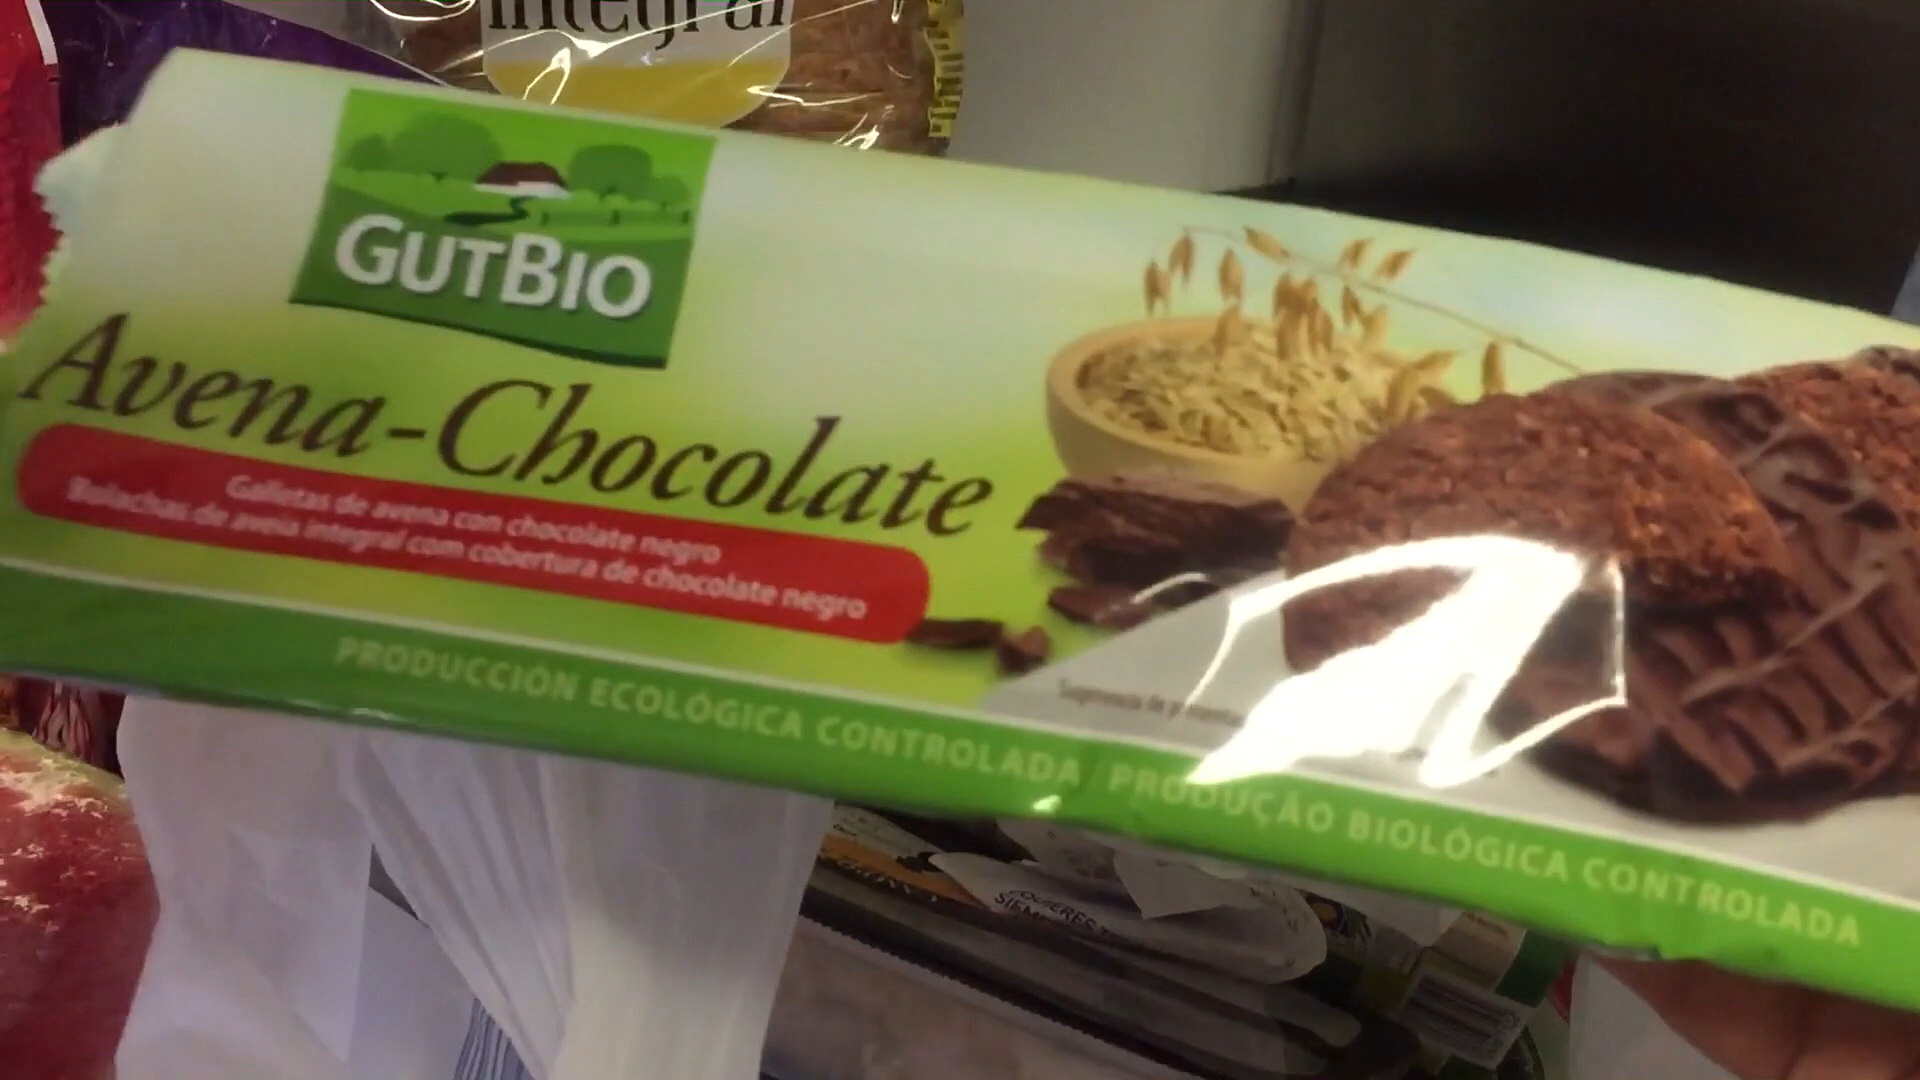 integral
GUTBIO
Avena-Chocolate
Galletas de avena con chocolate negro
Bolachas de aveia integral com cobertura de chocolate negro
PRODUCCIÓN ECOLÓGICA CONTROLADA / PRODUÇÃO BIOLÓGICA CONTROLADA